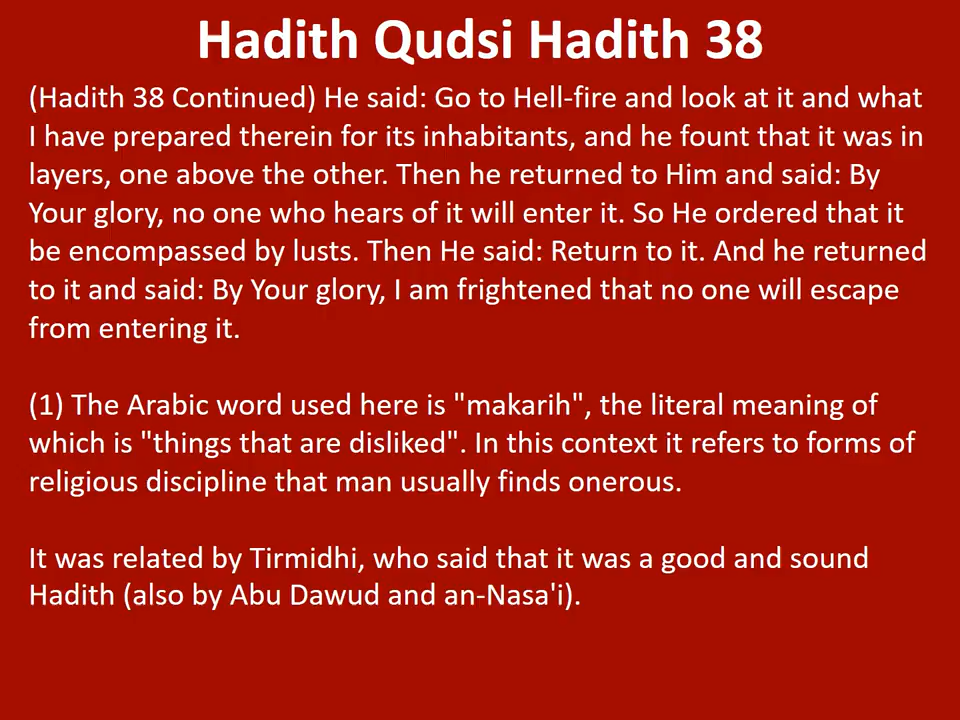 Hadith Qudsi Hadith 38
(Hadith 38 Continued) He said: Go to Hell-fire and look at it and what
I have prepared therein for its inhabitants, and he fount that it was in
layers, one above the other. Then he returned to Him and said: By
Your glory, no one who hears of it will enter it. So He ordered that it
be encompassed by lusts. Then He said: Return to it. And he returned
to it and said: By Your glory, I am frightened that no one will escape
from entering it.
(1) The Arabic word used here is "makarih", the literal meaning of
which is "things that are disliked". In this context it refers to forms of
religious discipline that man usually finds onerous.
It was related by Tirmidhi, who said that it was a good and sound
Hadith (also by Abu Dawud and an-Nasa'i).